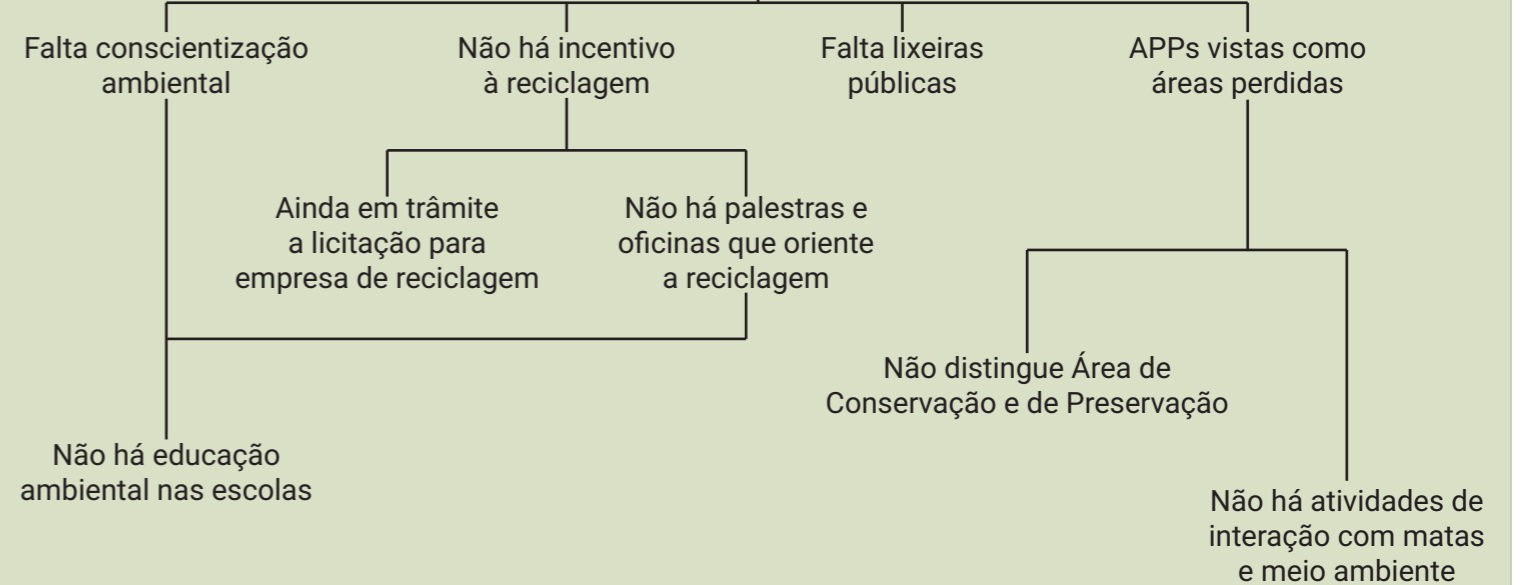 Falta conscientização
ambiental
Não há incentivo
à reciclagem
Falta lixeiras
públicas
APPs vistas como
áreas perdidas
Ainda em trâmite
a licitação para
empresa de reciclagem
Não há palestras e
oficinas que oriente
a reciclagem
Não distingue Área de
Conservação e de Preservação
Não há educação
ambiental nas escolas
Não há atividades de
interação com matas
e meio ambiente